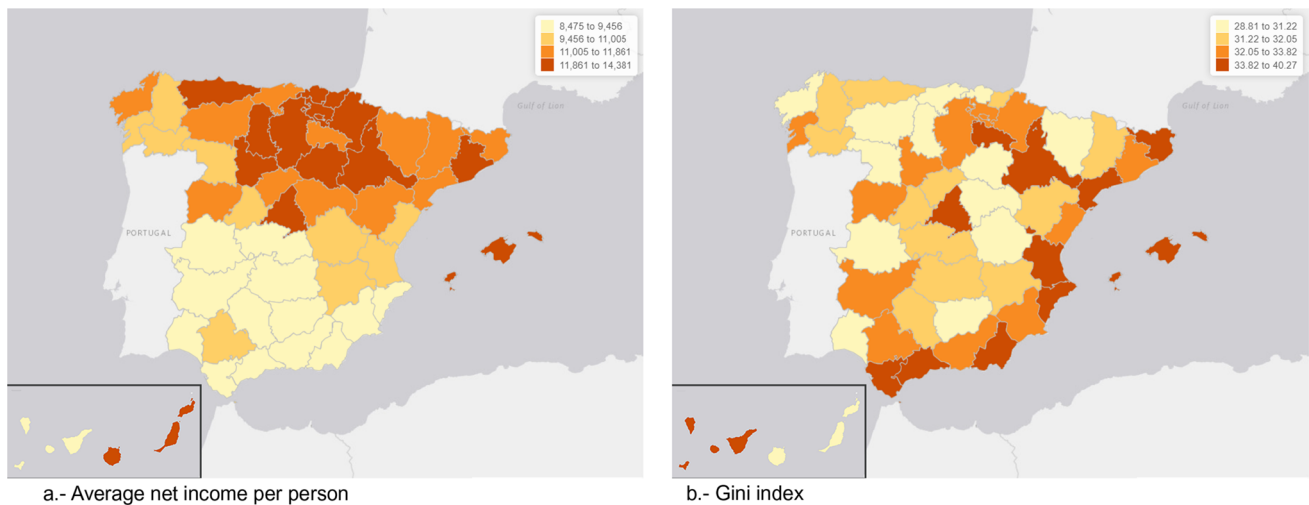 8,475 to 9,456
9,456 to 11,005
11,005 to 11,861
11,861 to 14,381
Gulf of Lion
PORTUGAL
a.- Average net income per person
28.81 to 31.22
31.22 to 32.05
32.05 to 33.82
33.82 to 40.27
Gulf of Lion
PORTUGAL
b.- Gini index